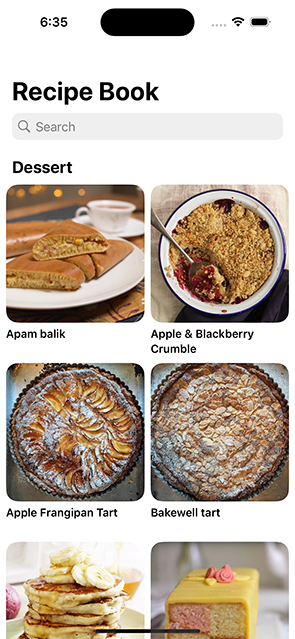 6:35
Recipe Book
Search
Dessert
Apam balik
Apple & Blackberry
Crumble
Apple Frangipan Tart
Bakewell tart